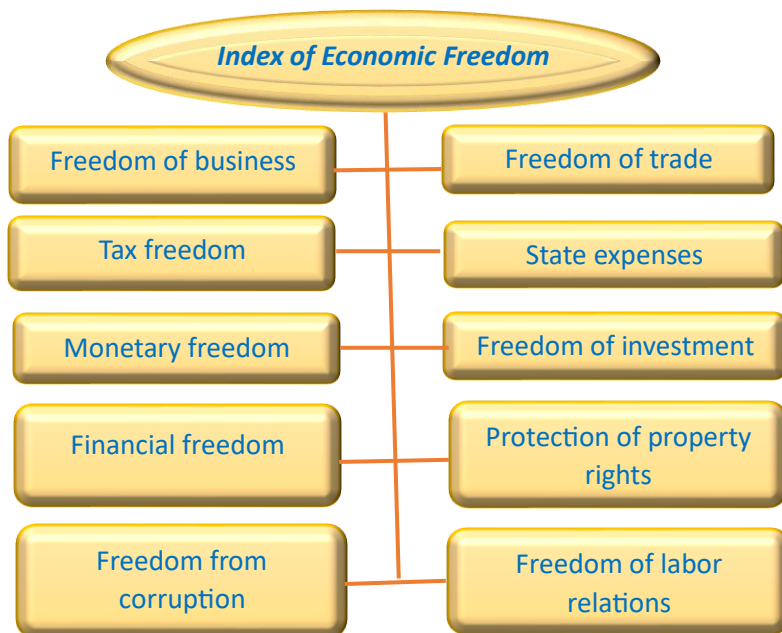 Index of Economic Freedom
Freedom of business
Freedom of trade
Tax freedom
State expenses
Monetary freedom
Freedom of investment
Financial freedom
Protection of property
rights
Freedom from
corruption
Freedom of labor
relations